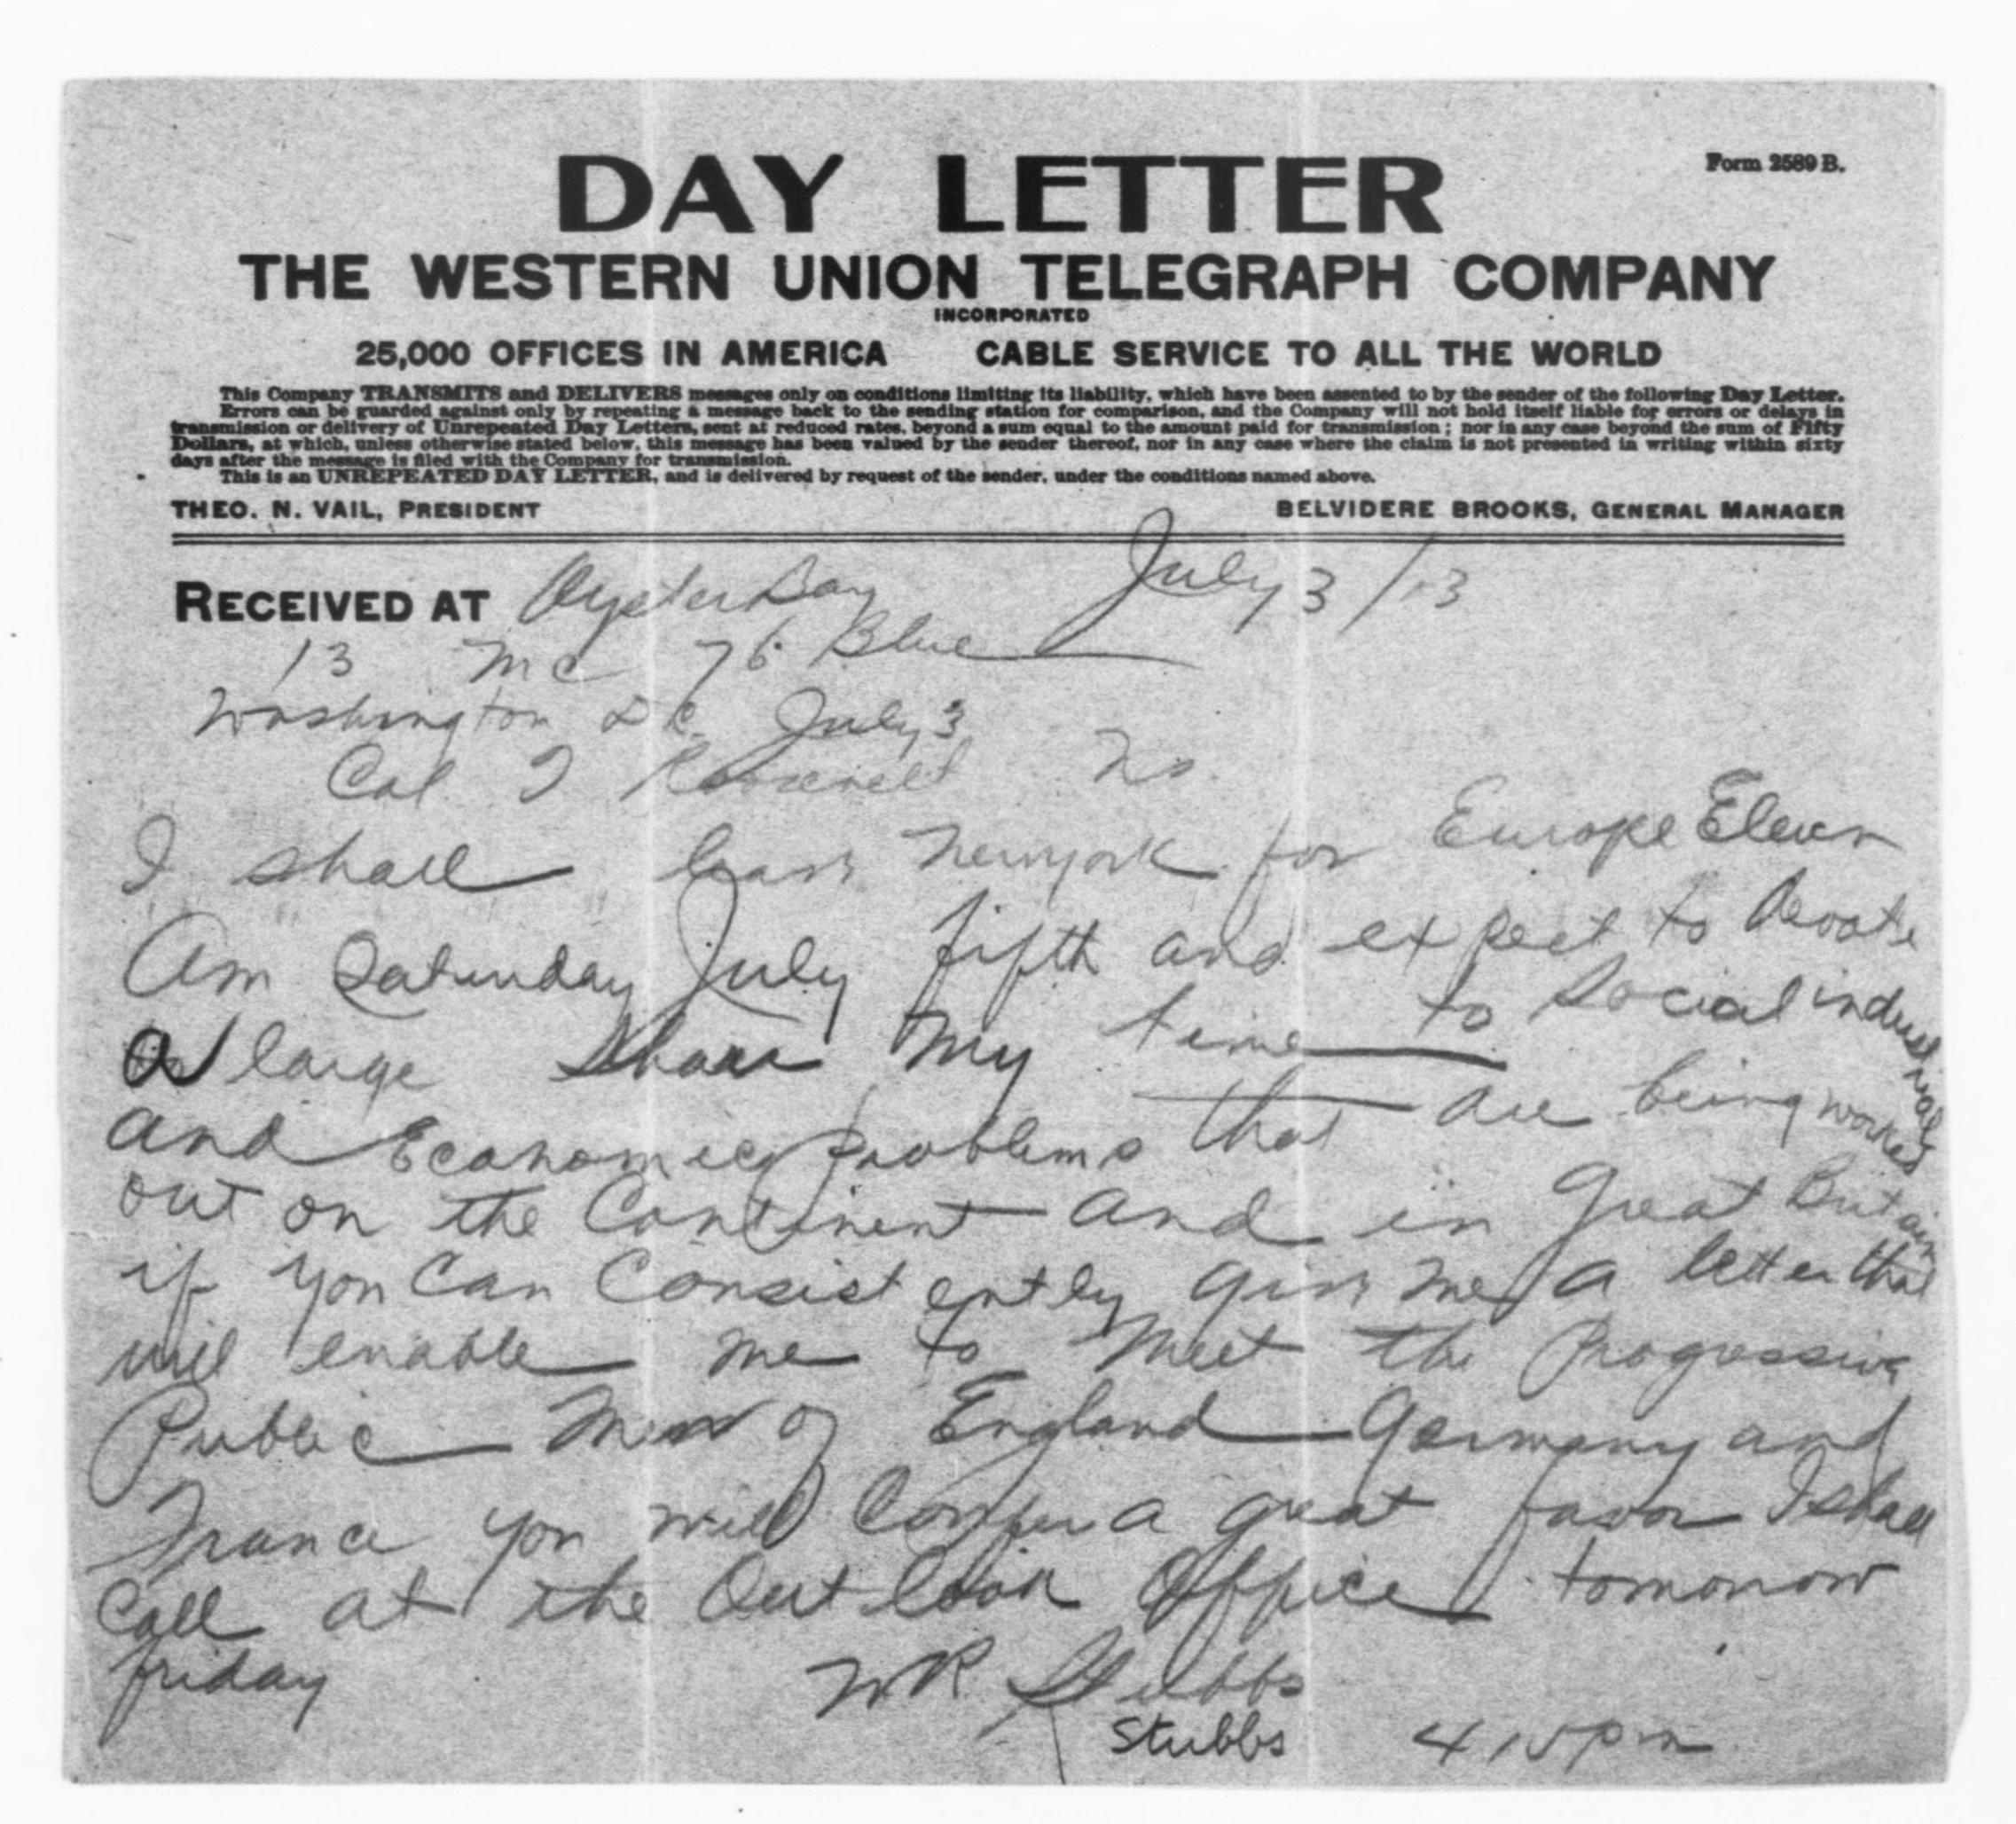 DAY LETTER
Form 2589 B.
THE WESTERN UNION TELEGRAPH COMPANY
INCORPORATED
25,000 OFFICES IN AMERICA CABLE SERVICE TO ALL THE WORLD
This Company TRANSMITS and DELIVERS messages only on conditions limiting its liability, which have been assented to by the sender of the following Day Letter.
Errors can be guarded against only by repeating a message back to the sending station for comparison, and the Company will not hold itself liable for errors or delays in
transmission or delivery of Unrepeated Day Letters, sent at reduced rates, beyond a sum equal to the amount paid for transmission; nor in any case beyond the sum of Fifty
Dollars, at which, unless otherwise stated below, this message has been valued by the sender thereof, nor in any case where the claim is not presented in writing within sixty
days after the message is filed with the Company for transmission.
This is an UNREPEATED DAY LETTER, and is delivered by request of the sender, under the conditions named above.
THEO. N. VAIL, PRESIDENT BELVIDERE BROOKS, GENERAL MANAGER
RECEIVED AT Oyster Bay July 3/13
13 Mc 76 Blue
Washington DC July 3
Col T Roosevelt
I shall leave Newyork for Europe Eleven
Am Saturday July fifth and expect to devote
a large share my time to social industrial
and Economic problems that are being worked
out on the Continent and in Great Britain
if you can consistently give me a letter that
will enable me to meet the Progressive
Public Men of England Germany and
France you will confer a great favor I shall
call at the Outlook Office tomorrow
friday
WR Stubbs
Stubbs 415pm